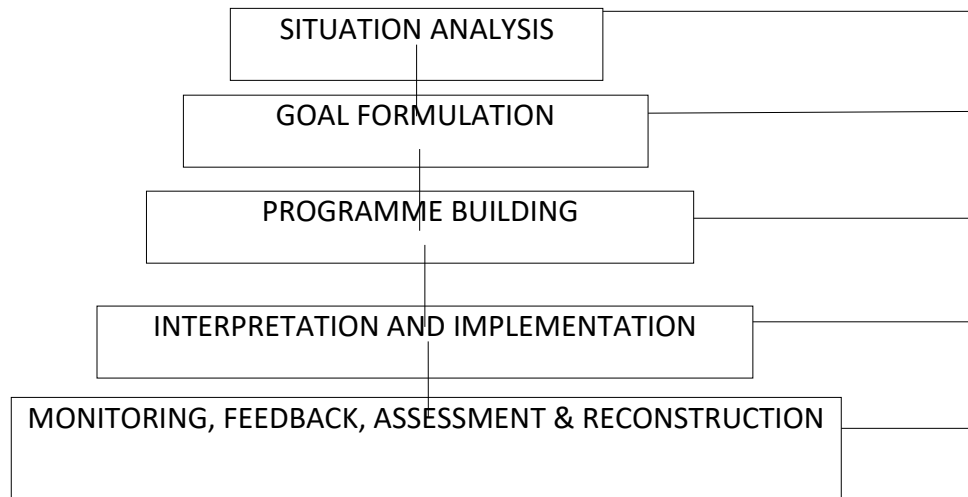 SITUATION ANALYSIS
GOAL FORMULATION
PROGRAMME BUILDING
INTERPRETATION AND IMPLEMENTATION
MONITORING, FEEDBACK, ASSESSMENT & RECONSTRUCTION